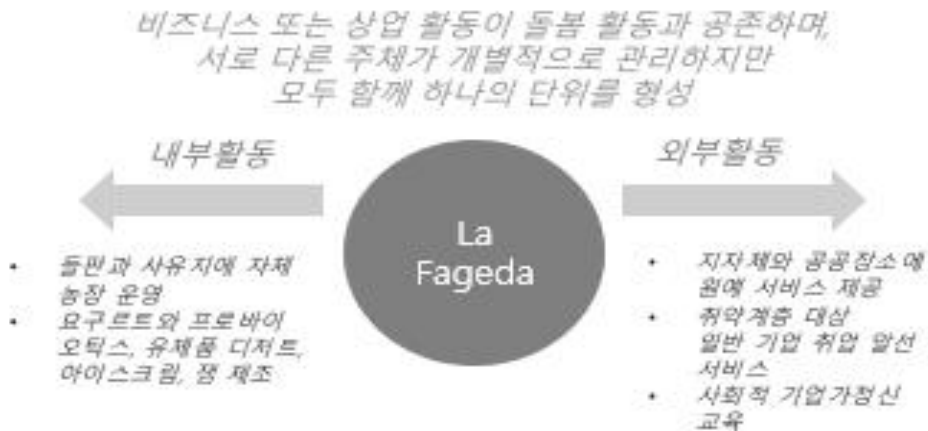 비즈니스 또는 상업 활동이 돌봄 활동과 공존하며,
서로 다른 주체가 개별적으로 관리하지만
모두 함께 하나의 단위를 형성
내부활동
• 들판과 사유지에 자체
농장 운영
• 요구르트와 프로바이
오틱스, 유제품 디저트,
아이스크림, 잼 제조
La
Fageda
외부활동
• 지자체와 공공장소에
원예 서비스 제공
• 취약계층 대상
일반 기업 취업 알선
서비스
• 사회적 기업가정신
교육